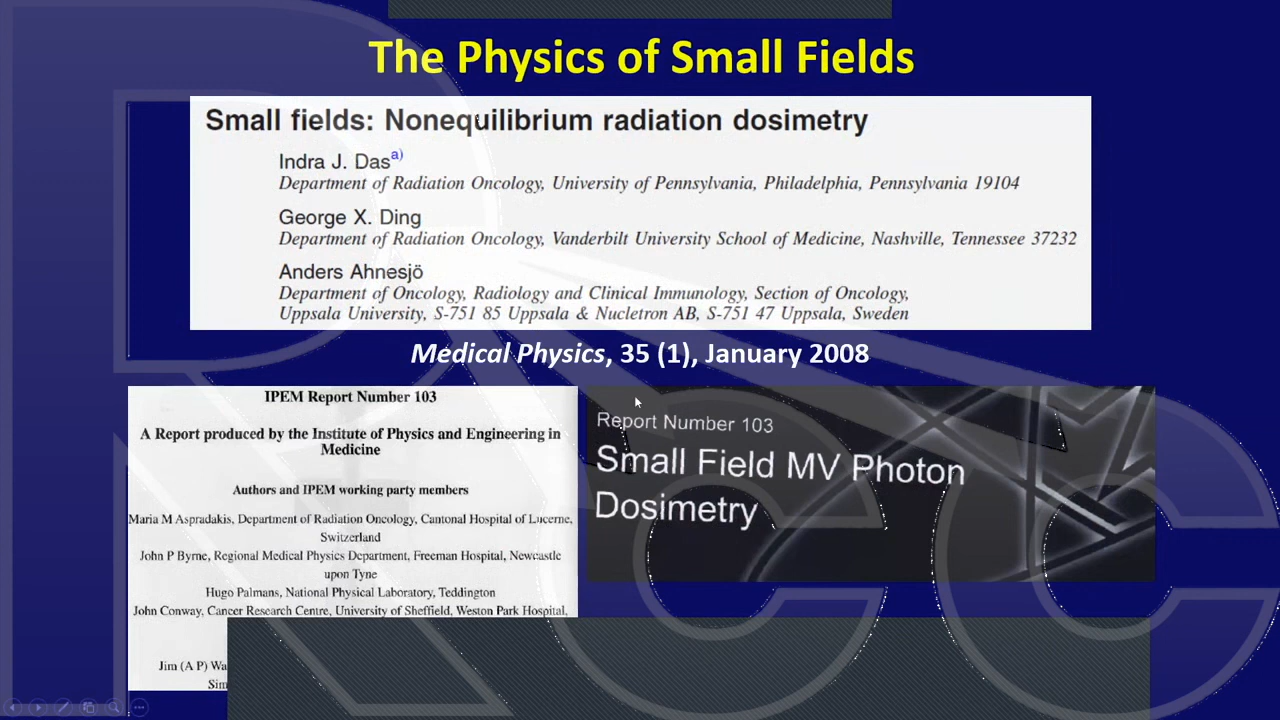 The Physics of Small Fields
Small fields: Nonequilibrium radiation dosimetry
Indra J. Das a)
Department of Radiation Oncology, University of Pennsylvania, Philadelphia, Pennsylvania 19104
George X. Ding
Department of Radiation Oncology, Vanderbilt University School of Medicine, Nashville, Tennessee 37232
Anders Ahnesjö
Department of Oncology, Radiology and Clinical Immunology, Section of Oncology,
Uppsala University, S-751 85 Uppsala & Nucletron AB, S-751 47 Uppsala, Sweden
Medical Physics, 35 (1), January 2008
IPEM Report Number 103
A Report produced by the Institute of Physics and Engineering in
Medicine
Authors and IPEM working party members
Maria M Aspradakis, Department of Radiation Oncology, Cantonal Hospital of Lucerne,
Switzerland
John P Byrne, Regional Medical Physics Department, Freeman Hospital, Newcastle
upon Tyne
Hugo Palmans, National Physical Laboratory, Teddington
John Conway, Cancer Research Centre, University of Sheffield, Weston Park Hospital,
Jim (A P) Wa
Sim
Report Number 103
Small Field MV Photon
Dosimetry
RCC